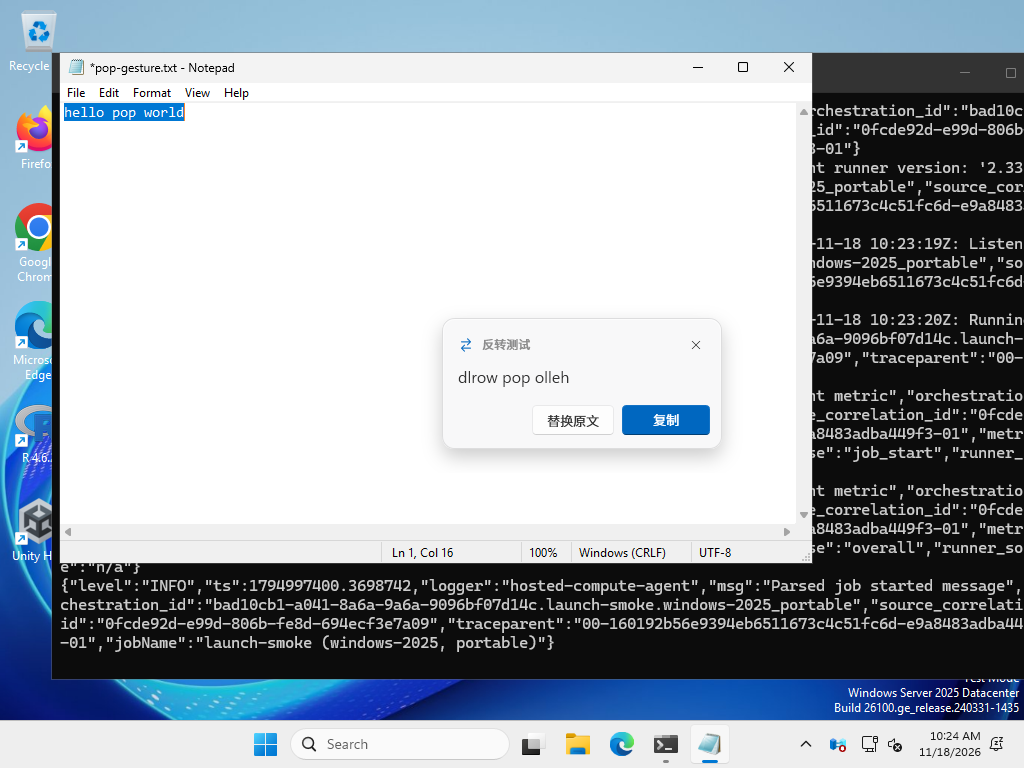 Recycle
Firefo
Googl
Chrom
Micros
Edge
R 4.6.
Unity H
*pop-gesture.txt - Notepad
File Edit Format View Help
hello pop world
反转测试
dlrow pop olleh
替换原文 复制
Ln 1, Col 16 100% Windows (CRLF) UTF-8
rchestration_id":"bad10c
_id":"0fcde92d-e99d-806b
3-01"}
nt runner version: '2.33
25_portable","source_cor
6511673c4c51fc6d-e9a8483
-11-18 10:23:19Z: Listen
ndows-2025_portable","so
5e9394eb6511673c4c51fc6d
-11-18 10:23:20Z: Runnin
a6a-9096bf07d14c.launch-
7a09","traceparent":"00-
nt metric","orchestratio
e_correlation_id":"0fcde
a8483adba449f3-01","metr
se":"job_start","runner_
nt metric","orchestratio
e_correlation_id":"0fcde
a8483adba449f3-01","metr
se":"overall","runner_so
e":"n/a"}
{"level":"INFO","ts":1794997400.3698742,"logger":"hosted-compute-agent","msg":"Parsed job started message",
chestration_id":"bad10cb1-a041-8a6a-9a6a-9096bf07d14c.launch-smoke.windows-2025_portable","source_correlati
id":"0fcde92d-e99d-806b-fe8d-694ecf3e7a09","traceparent":"00-160192b56e9394eb6511673c4c51fc6d-e9a8483adba44
-01","jobName":"launch-smoke (windows-2025, portable)"}
Test Mode
Windows Server 2025 Datacenter
Build 26100.ge_release.240331-1435
Search
10:24 AM
11/18/2026